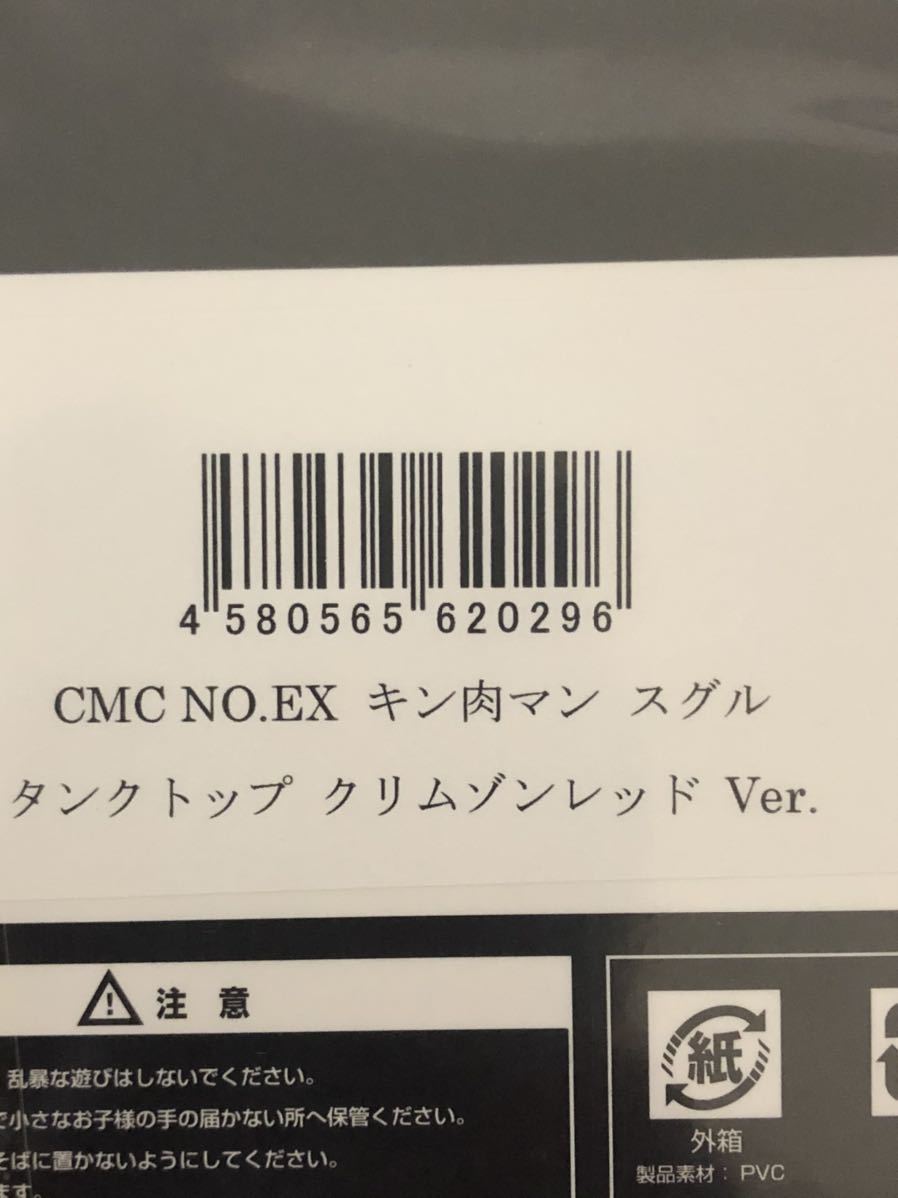 4 580565 620296
CMC NO.EX キン肉マン スグル
タンクトップ クリムゾンレッド Ver.
注 意
乱暴な遊びはしないでください。
で小さなお子様の手の届かない所へ保管ください。
そばに置かないようにしてください。
ます。
紙
外箱
製品素材： PVC